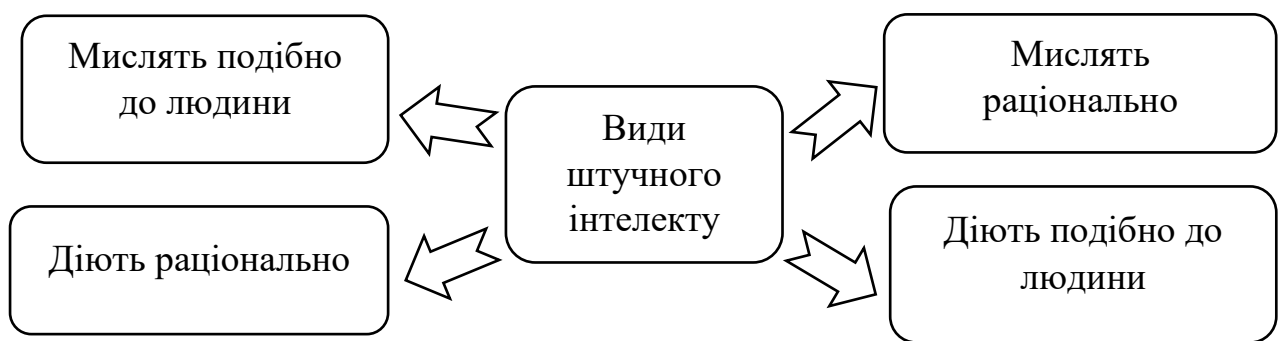 Мислять подібно
до людини
Мислять
раціонально
Види
штучного
інтелекту
Діють раціонально
Діють подібно до
людини